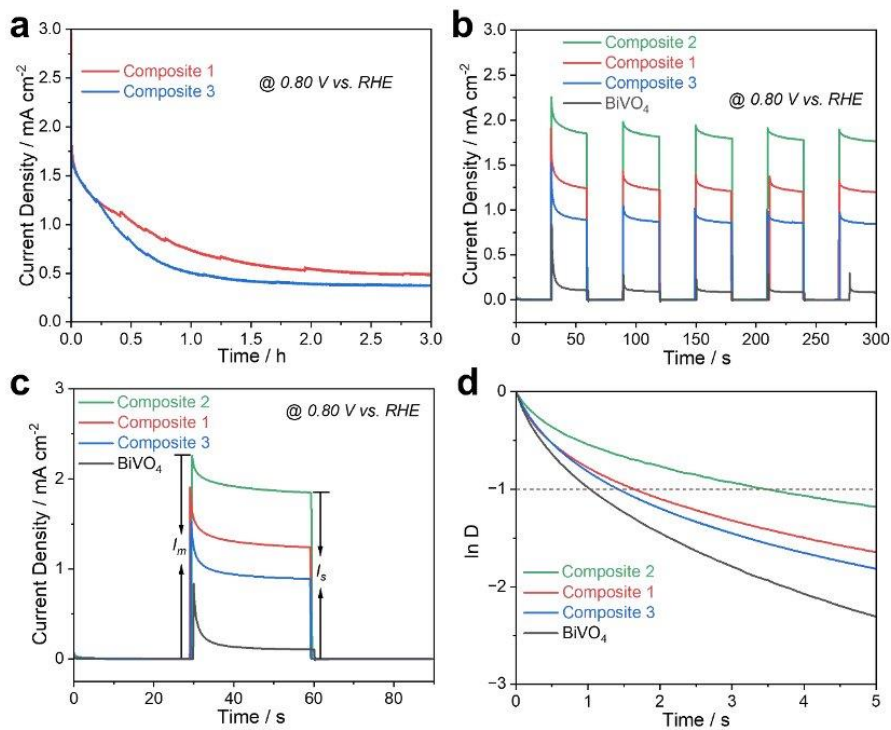 a
3.0
2.5
2.0
1.5
1.0
0.5
0.0
Current Density / mA cm⁻²
Composite 1
Composite 3
@ 0.80 V vs. RHE
0.0 0.5 1.0 1.5 2.0 2.5 3.0
Time / h
b
3.0
2.5
2.0
1.5
1.0
0.5
0.0
Current Density / mA cm⁻²
Composite 2
Composite 1
Composite 3
BiVO₄
@ 0.80 V vs. RHE
0 50 100 150 200 250 300
Time / s
c
3
2
1
0
Current Density / mA cm⁻²
Composite 2
Composite 1
Composite 3
BiVO₄
@ 0.80 V vs. RHE
Iₘ
Iₛ
0 20 40 60 80
Time / s
d
0
−1
−2
−3
ln D
Composite 2
Composite 1
Composite 3
BiVO₄
0 1 2 3 4 5
Time / s